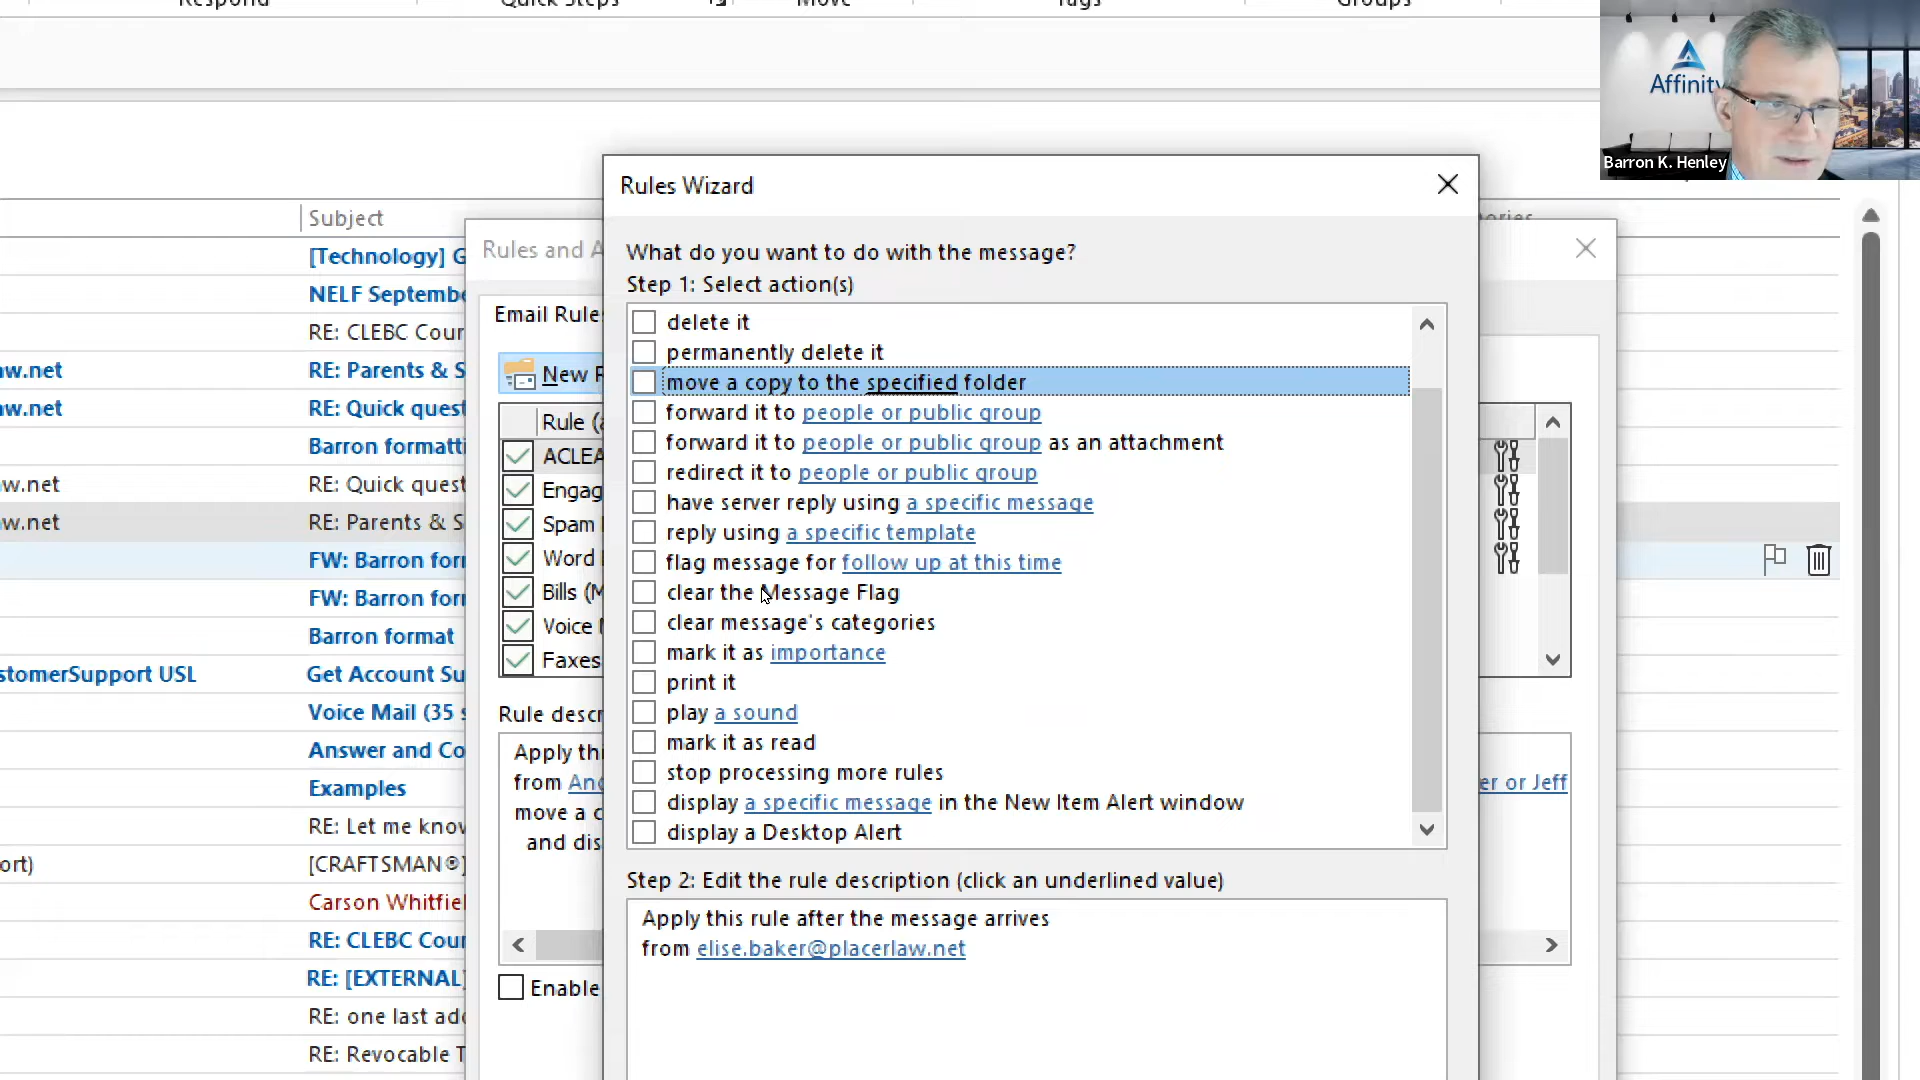 Respond
Quick Steps
Move
Tags
Groups
Affinity
Barron K. Henley
Subject
[Technology] G
NELF Septembe
RE: CLEBC Cour
aw.net
RE: Parents & S
aw.net
RE: Quick quest
Barron formatti
w.net
RE: Quick quest
w.net
RE: Parents & S
FW: Barron for
FW: Barron for
Barron format
stomerSupport USL
Get Account Su
Voice Mail (35 s
Answer and Co
Examples
RE: Let me know
ort)
[CRAFTSMAN®]
Carson Whitfiel
RE: CLEBC Cour
RE: [EXTERNAL]
RE: one last add
RE: Revocable T
Rules and A
Email Rules
New R
Rule (a
ACLEA
Engag
Spam
Word
Bills (M
Voice
Faxes
Rule descr
Apply thi
from And
er or Jeff
move a c
and dis
Enable
Rules Wizard
What do you want to do with the message?
Step 1: Select action(s)
delete it
permanently delete it
move a copy to the specified folder
forward it to people or public group
forward it to people or public group as an attachment
redirect it to people or public group
have server reply using a specific message
reply using a specific template
flag message for follow up at this time
clear the Message Flag
clear message's categories
mark it as importance
print it
play a sound
mark it as read
stop processing more rules
display a specific message in the New Item Alert window
display a Desktop Alert
Step 2: Edit the rule description (click an underlined value)
Apply this rule after the message arrives
from elise.baker@placerlaw.net